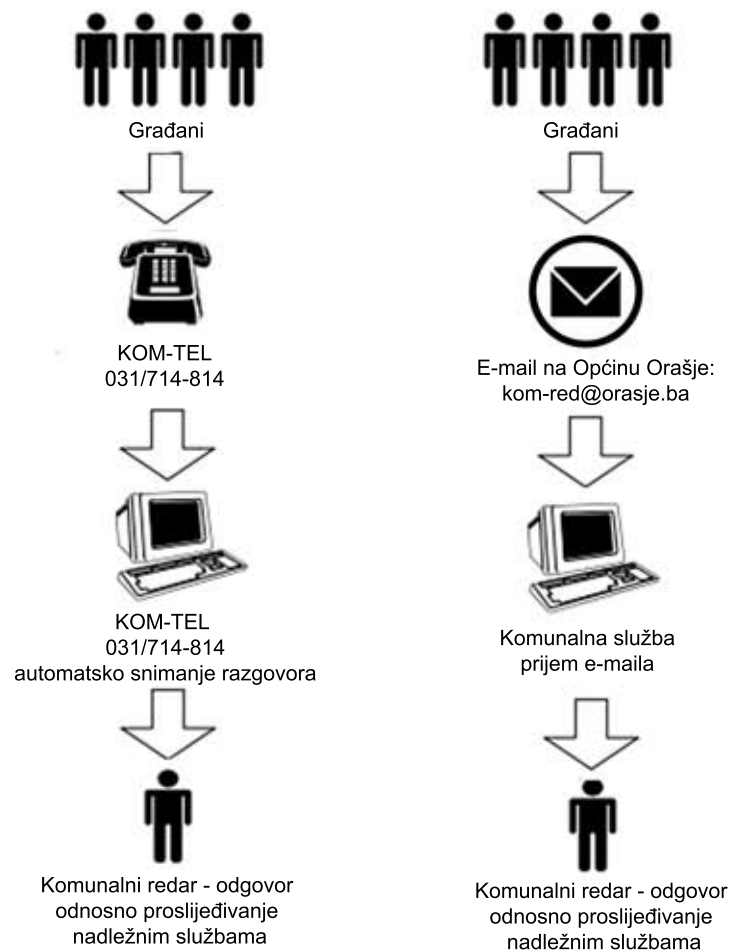 Građani
KOM-TEL
031/714-814
KOM-TEL
031/714-814
automatsko snimanje razgovora
Komunalni redar - odgovor
odnosno proslijeđivanje
nadležnim službama
Građani
E-mail na Općinu Orašje:
kom-red@orasje.ba
Komunalna služba
prijem e-maila
Komunalni redar - odgovor
odnosno proslijeđivanje
nadležnim službama